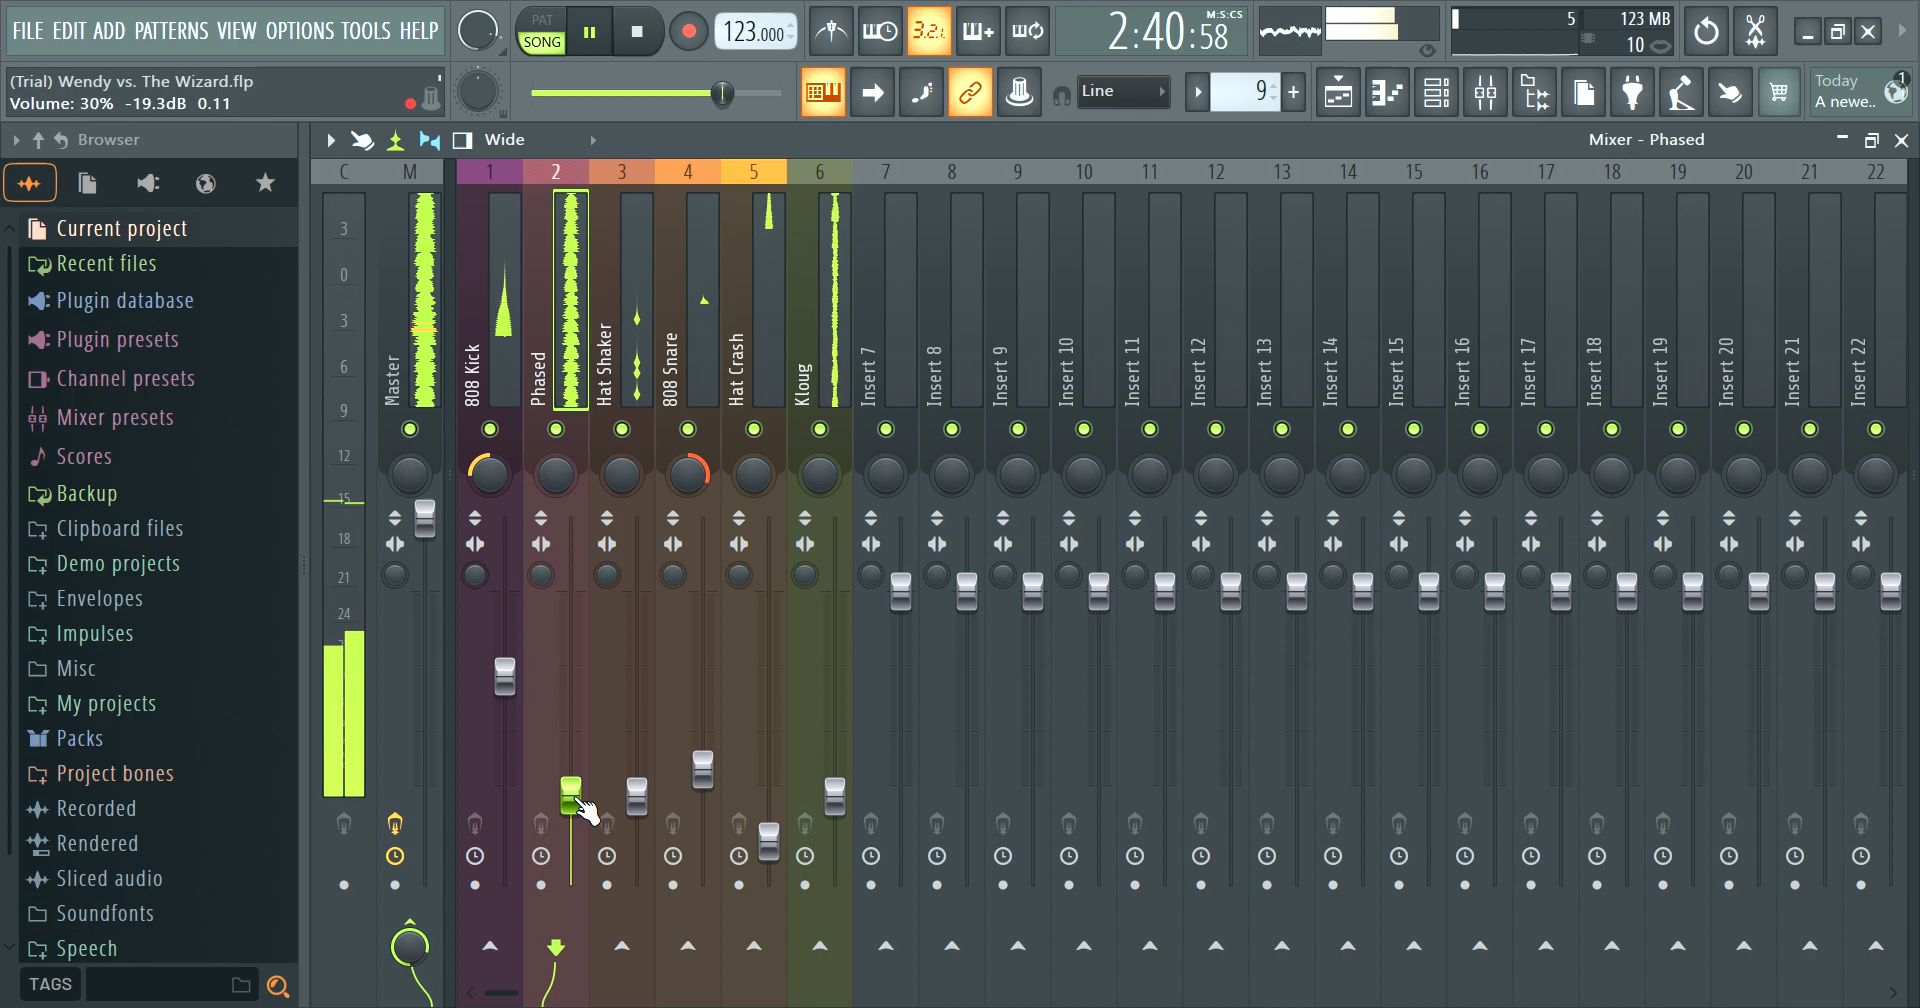 FILE EDIT ADD PATTERNS VIEW OPTIONS TOOLS HELP
PAT
SONG
123.000
3.2.1
2:40:58
M:S:CS
5
123 MB
10
(Trial) Wendy vs. The Wizard.flp
Volume: 30% -19.3dB 0.11
Line
9
Today
1
A newe..
Browser
Wide
Mixer - Phased
C M 1 2 3 4 5 6 7 8 9 10 11 12 13 14 15 16 17 18 19 20 21 22
Current project
Recent files
Plugin database
Plugin presets
Channel presets
Mixer presets
Scores
Backup
Clipboard files
Demo projects
Envelopes
Impulses
Misc
My projects
Packs
Project bones
Recorded
Rendered
Sliced audio
Soundfonts
Speech
TAGS
3
0
3
6
9
12
15
18
21
24
Master
808 Kick
Phased
Hat Shaker
808 Snare
Hat Crash
Kloug
Insert 7
Insert 8
Insert 9
Insert 10
Insert 11
Insert 12
Insert 13
Insert 14
Insert 15
Insert 16
Insert 17
Insert 18
Insert 19
Insert 20
Insert 21
Insert 22